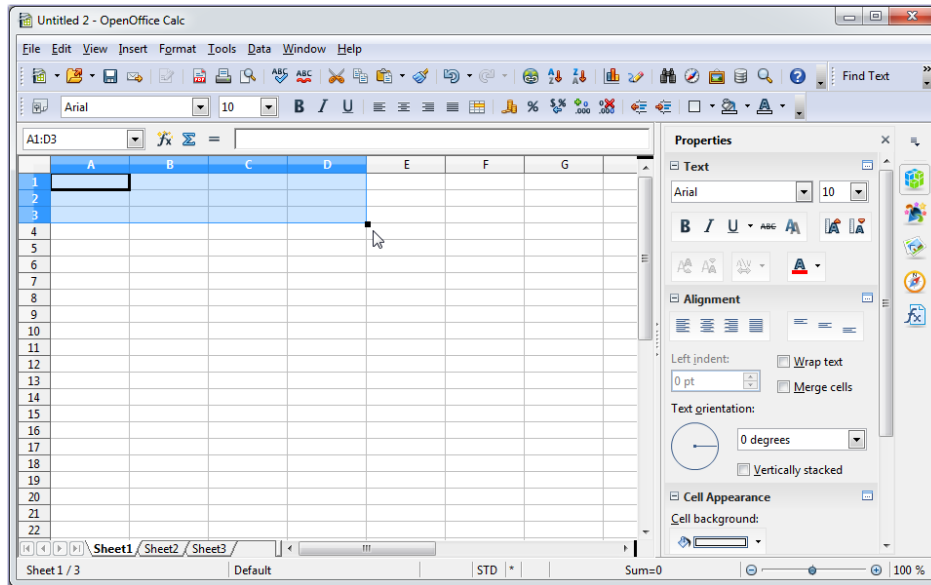 Untitled 2 - OpenOffice Calc
File Edit View Insert Format Tools Data Window Help
Find Text
Arial 10 B I U
A1:D3
A B C D E F G
1
2
3
4
5
6
7
8
9
10
11
12
13
14
15
16
17
18
19
20
21
22
Properties
Text
Arial 10
B I U ABC
Alignment
Left indent: Wrap text
0 pt Merge cells
Text orientation:
0 degrees
Vertically stacked
Cell Appearance
Cell background:
Sheet1 Sheet2 Sheet3
Sheet 1 / 3 Default STD * Sum=0 100 %